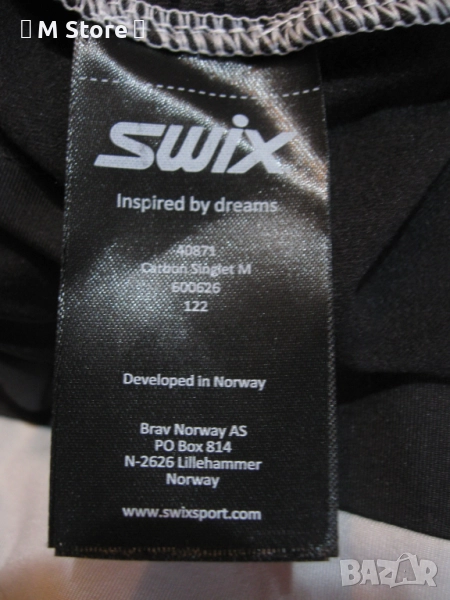 M Store
swix
Inspired by dreams
40871
Carbon Singlet M
600626
122
Developed in Norway
Brav Norway AS
PO Box 814
N-2626 Lillehammer
Norway
www.swixsport.com
BAZAR